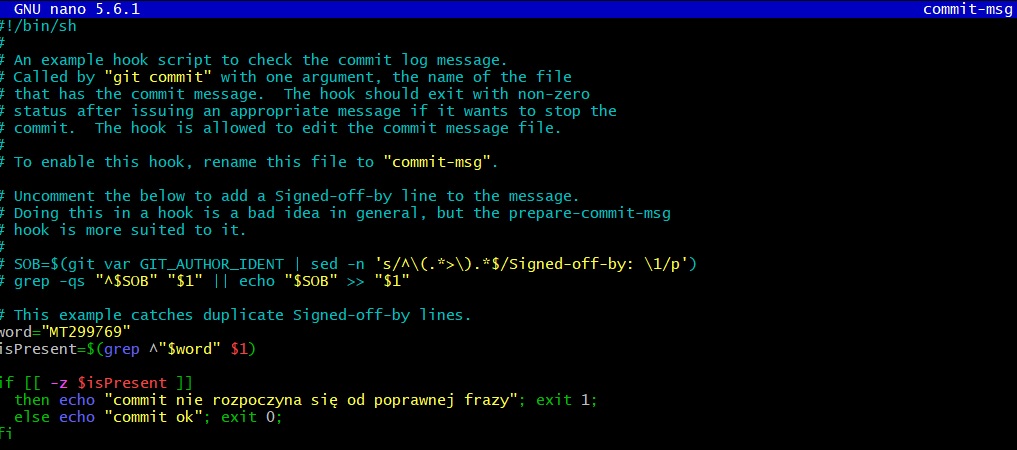 GNU nano 5.6.1 commit-msg
#!/bin/sh
#
# An example hook script to check the commit log message.
# Called by "git commit" with one argument, the name of the file
# that has the commit message.  The hook should exit with non-zero
# status after issuing an appropriate message if it wants to stop the
# commit.  The hook is allowed to edit the commit message file.
#
# To enable this hook, rename this file to "commit-msg".

# Uncomment the below to add a Signed-off-by line to the message.
# Doing this in a hook is a bad idea in general, but the prepare-commit-msg
# hook is more suited to it.
#
# SOB=$(git var GIT_AUTHOR_IDENT | sed -n 's/^\(.*>\).*$/Signed-off-by: \1/p')
# grep -qs "^$SOB" "$1" || echo "$SOB" >> "$1"

# This example catches duplicate Signed-off-by lines.
word="MT299769"
isPresent=$(grep ^"$word" $1)

if [[ -z $isPresent ]]
  then echo "commit nie rozpoczyna się od poprawnej frazy"; exit 1;
  else echo "commit ok"; exit 0;
fi